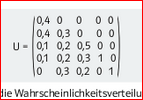 0,4 0 0 0 0
0,4 0,3 0 0 0
U = 0,1 0,2 0,5 0 0
0,1 0,2 0,3 1 0
0 0,3 0,2 0 1
die Wahrscheinlichkeitsverteilu